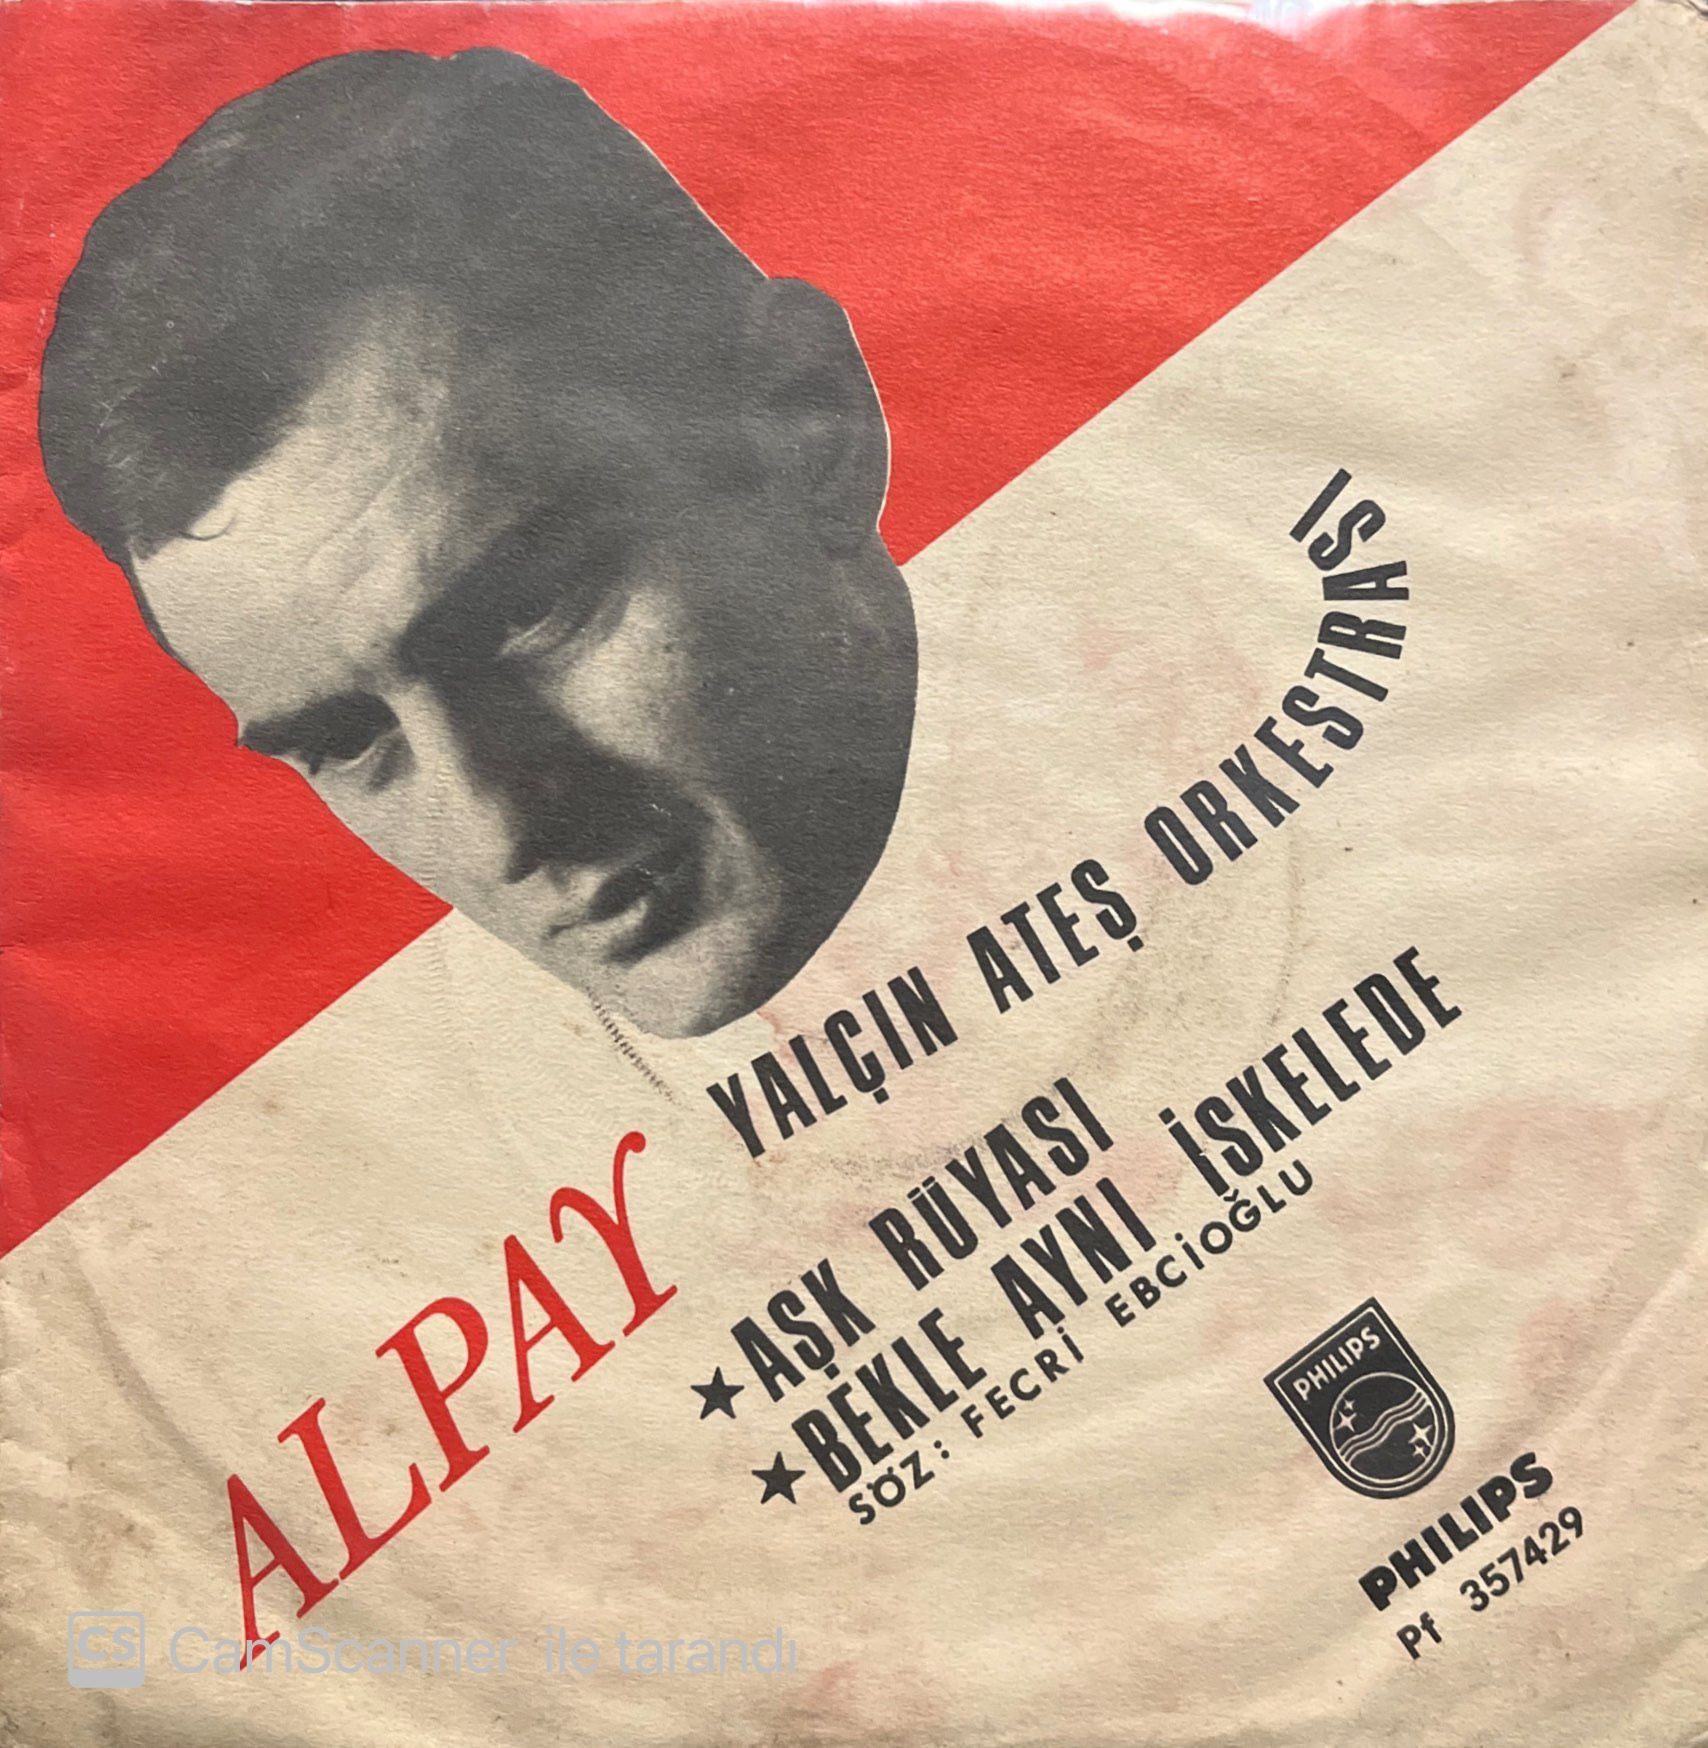 YALÇIN ATEŞ ORKESTRASI
ALPAY
★ AŞK RÜYASI
★ BEKLE AYNI İSKELEDE
SÖZ: FECRİ EBCİOĞLU
PHILIPS
PHILIPS
Pf 357429
CS CamScanner ile tarandı